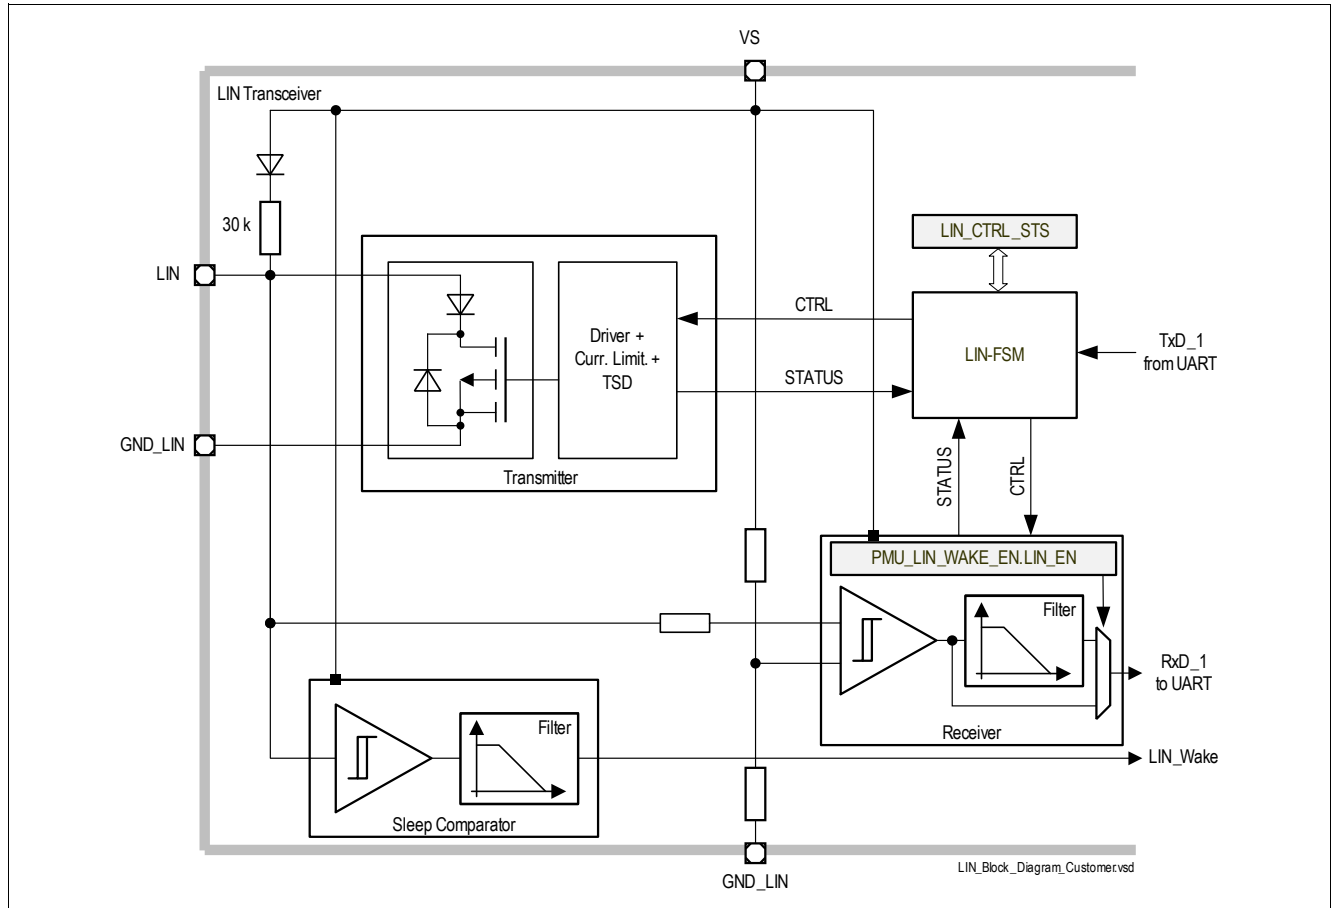 VS
LIN Transceiver
30 k
LIN_CTRL_STS
LIN
CTRL
Driver +
Curr. Limit. +
TSD
LIN-FSM
TxD_1
from UART
STATUS
GND_LIN
Transmitter
STATUS
CTRL
PMU_LIN_WAKE_EN.LIN_EN
Filter
RxD_1
to UART
Receiver
Filter
LIN_Wake
Sleep Comparator
GND_LIN
LIN_Block_Diagram_Customer.vsd